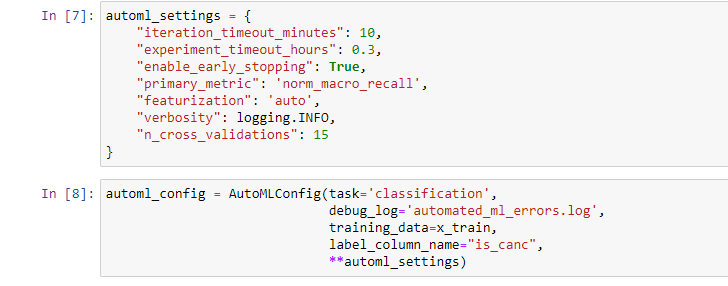 In [7]: automl_settings = {
"iteration_timeout_minutes": 10,
"experiment_timeout_hours": 0.3,
"enable_early_stopping": True,
"primary_metric": 'norm_macro_recall',
"featurization": 'auto',
"verbosity": logging.INFO,
"n_cross_validations": 15
}
In [8]: automl_config = AutoMLConfig(task='classification',
debug_log='automated_ml_errors.log',
training_data=x_train,
label_column_name="is_canc",
**automl_settings)